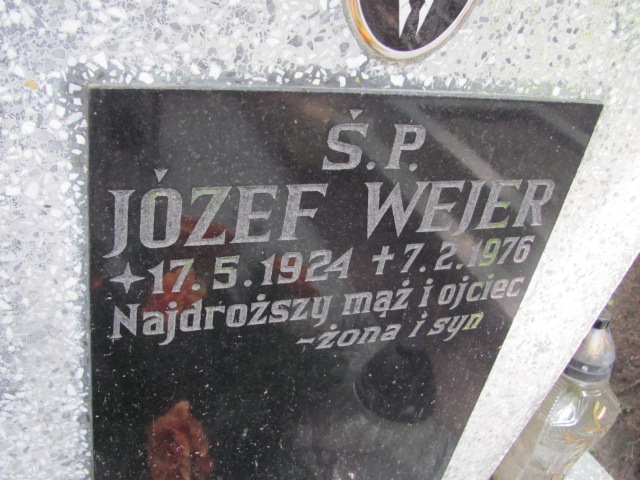 Ś.P.
JÓZEF WEJER
✦ 17.5.1924 + 7.2.1976
Najdroższy mąż i ojciec
-żona i syn